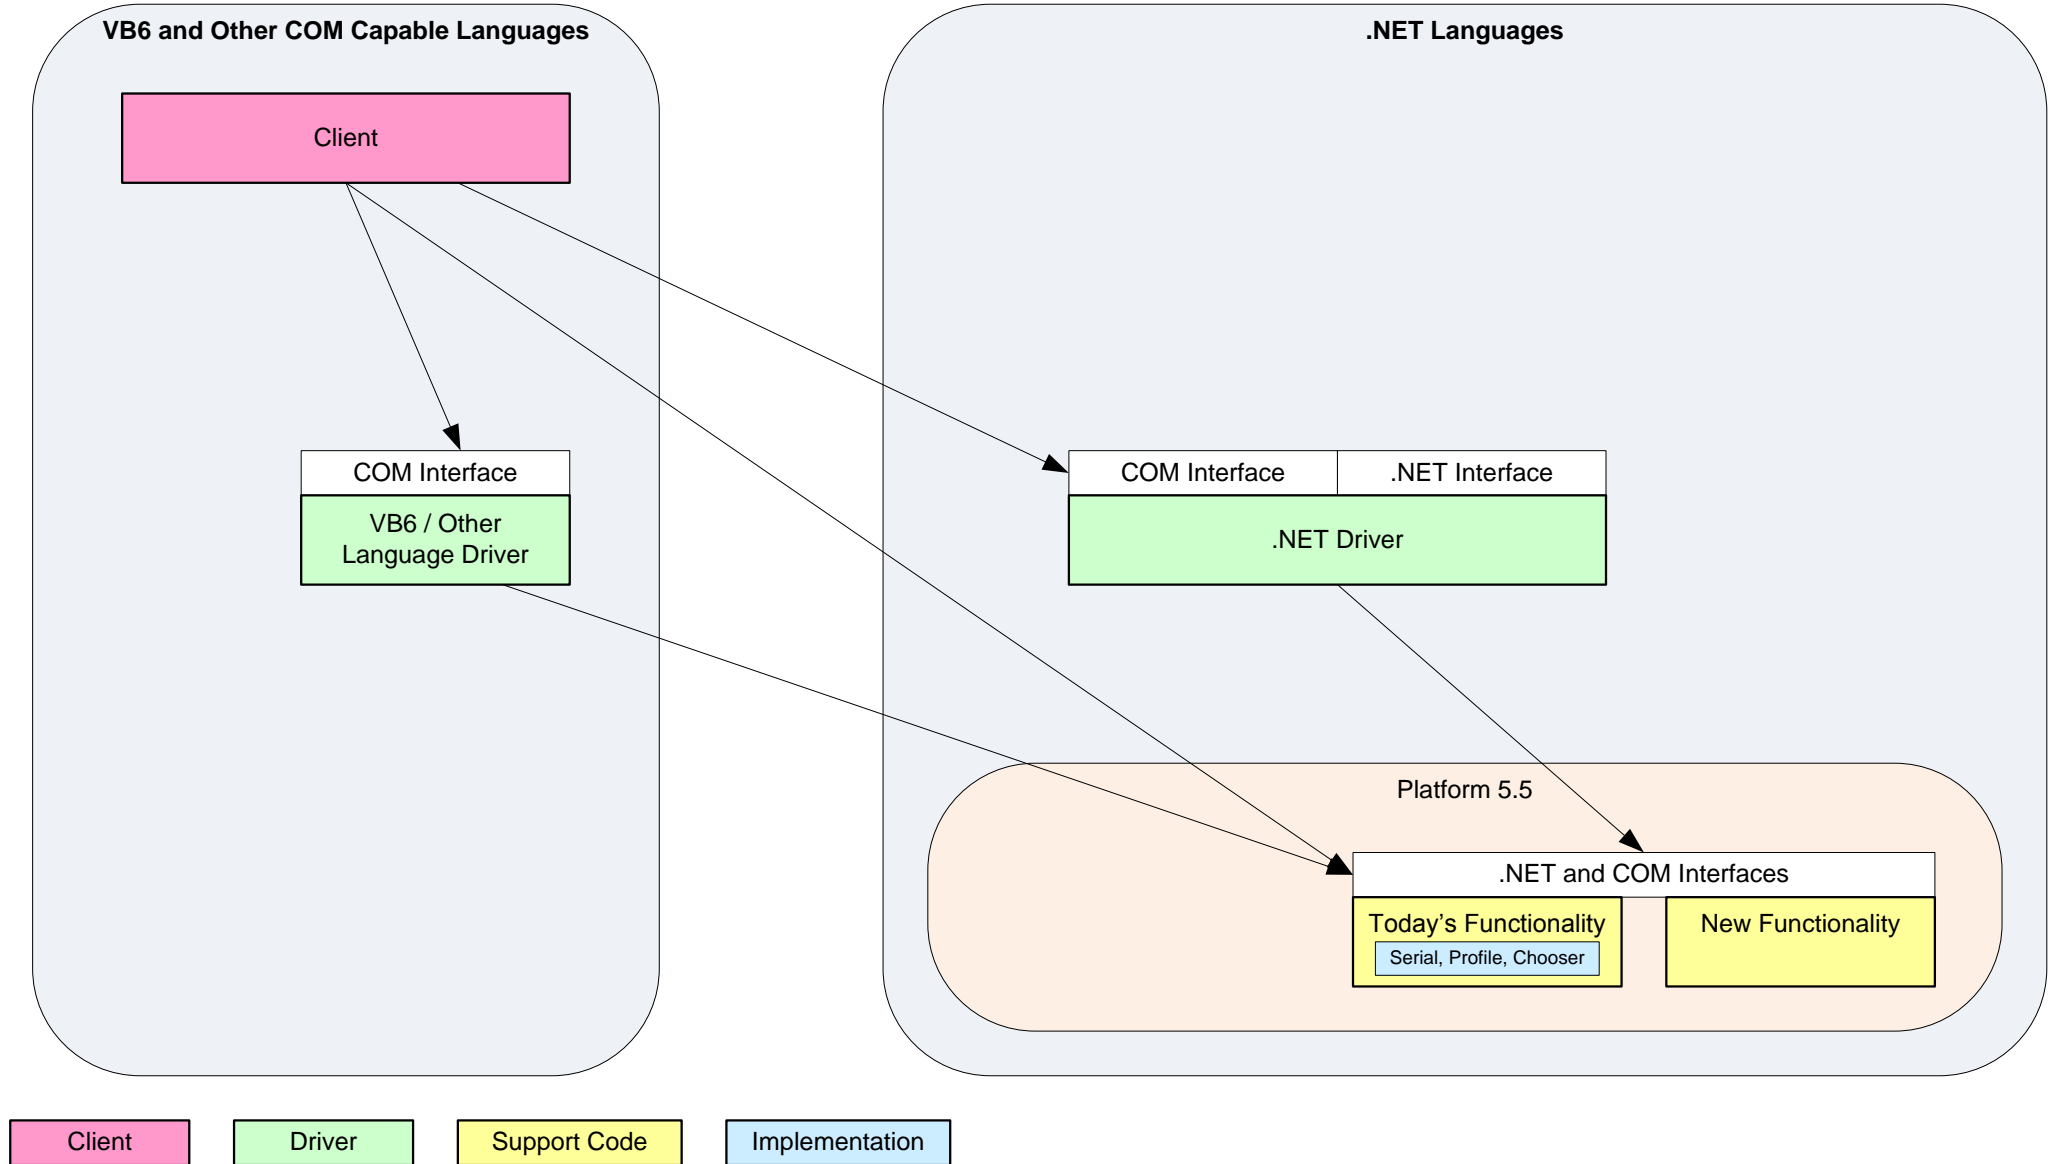 VB6 and Other COM Capable Languages
.NET Languages
Client
COM Interface
VB6 / Other
Language Driver
COM Interface
.NET Interface
.NET Driver
Platform 5.5
.NET and COM Interfaces
Today’s Functionality
Serial, Profile, Chooser
New Functionality
Client
Driver
Support Code
Implementation